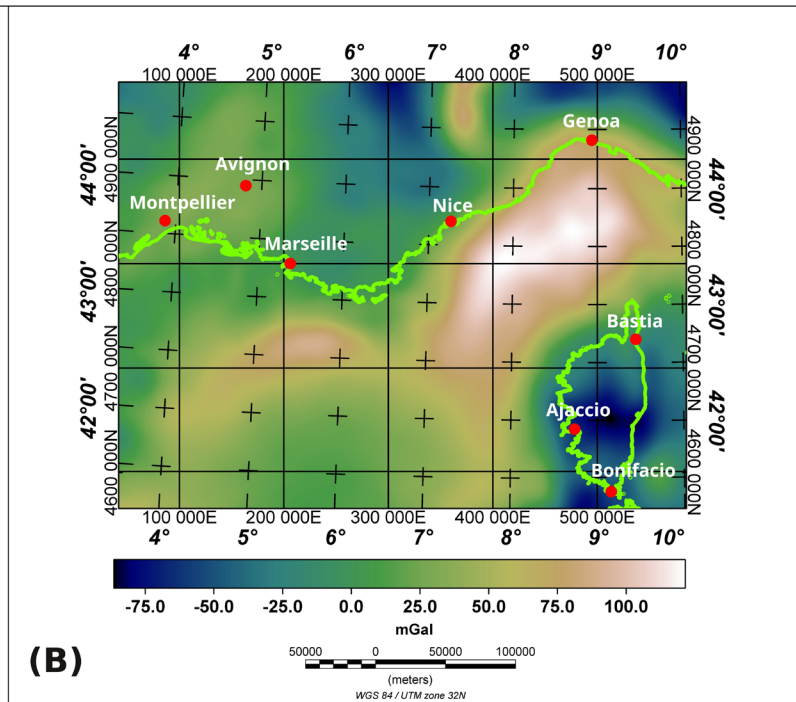 4° 5° 6° 7° 8° 9° 10°
100 000E 200 000E 300 000E 400 000E 500 000E
4900 000N
4900 000N
44°00'
44°00'
Genoa
Avignon
Montpellier
Nice
Marseille
4800 000N
4800 000N
43°00'
43°00'
Bastia
4700 000N
4700 000N
42°00'
42°00'
Ajaccio
Bonifacio
4600 000N
4600 000N
100 000E 200 000E 300 000E 400 000E 500 000E
4° 5° 6° 7° 8° 9° 10°
-75.0 -50.0 -25.0 0.0 25.0 50.0 75.0 100.0
mGal
(B)
50000 0 50000 100000
(meters)
WGS 84 / UTM zone 32N